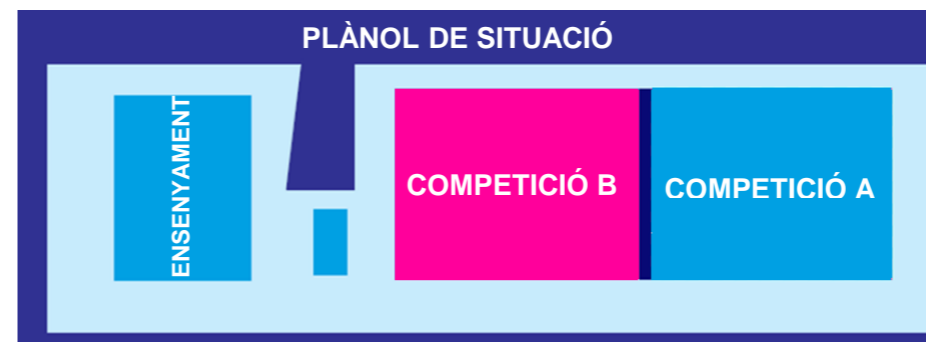 PLÀNOL DE SITUACIÓ
ENSENYAMENT
COMPETICIÓ B
COMPETICIÓ A